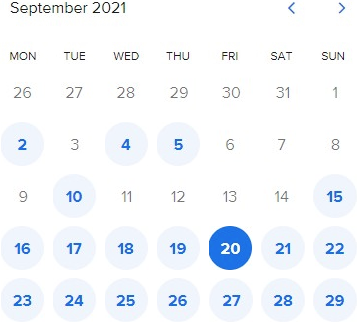 September 2021
MON TUE WED THU FRI SAT SUN
26 27 28 29 30 31 1
2 3 4 5 6 7 8
9 10 11 12 13 14 15
16 17 18 19 20 21 22
23 24 25 26 27 28 29